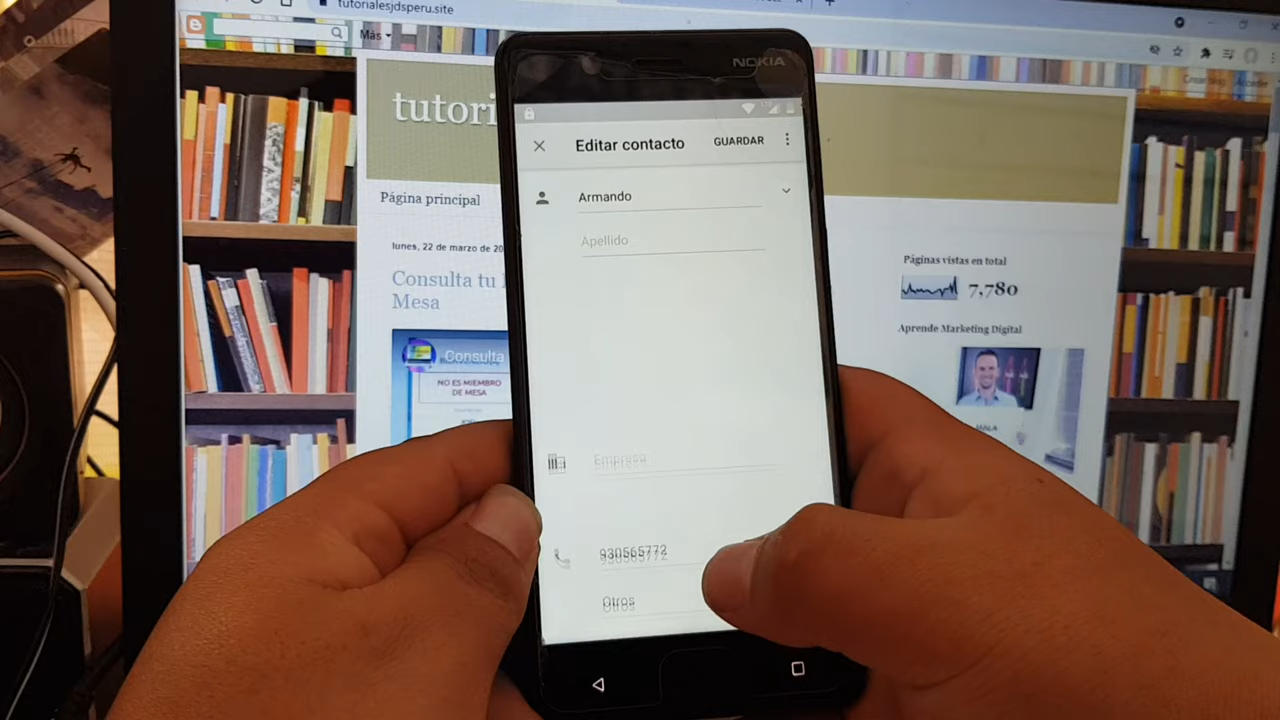 tutorialesjdsperu.site
Más
NOKIA
tutori
Editar contacto
GUARDAR
Página principal
Armando
Apellido
lunes, 22 de marzo de 20
Consulta tu
Mesa
Páginas vistas en total
7,780
Aprende Marketing Digital
Consulta
NO ES MIEMBRO
DE MESA
Empresa
930565772
Otros